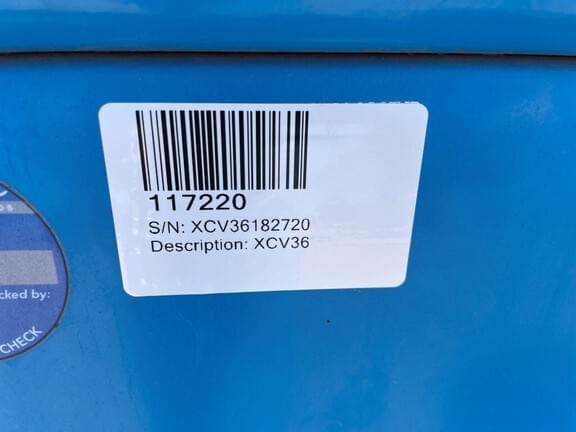 117220
S/N: XCV36182720
Description: XCV36
cked by:
CHECK